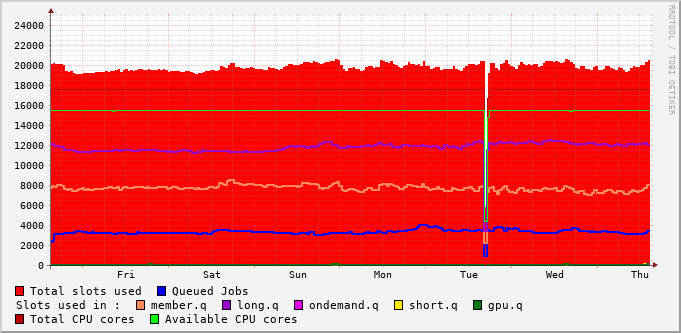 RRDTOOL / TOBI OETIKER
24000
22000
20000
18000
16000
14000
12000
10000
8000
6000
4000
2000
0
Fri Sat Sun Mon Tue Wed Thu
Total slots used Queued Jobs
Slots used in : member.q long.q ondemand.q short.q gpu.q
Total CPU cores Available CPU cores